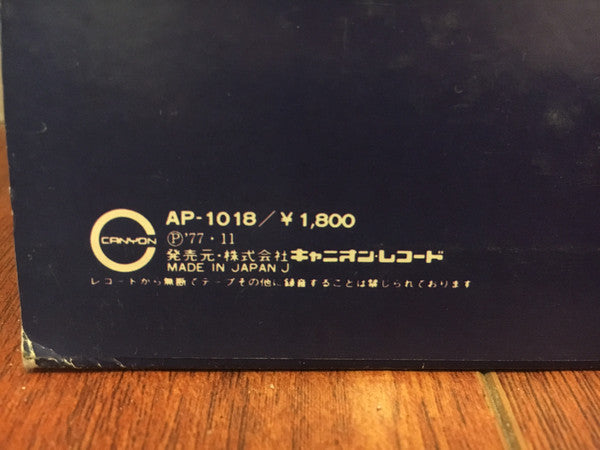 CANYON
AP-1018/¥1,800
Ⓟ'77・11
発売元・株式会社キャニオン・レコード
MADE IN JAPAN J
レコードから無断でテープその他に録音することは禁じられております